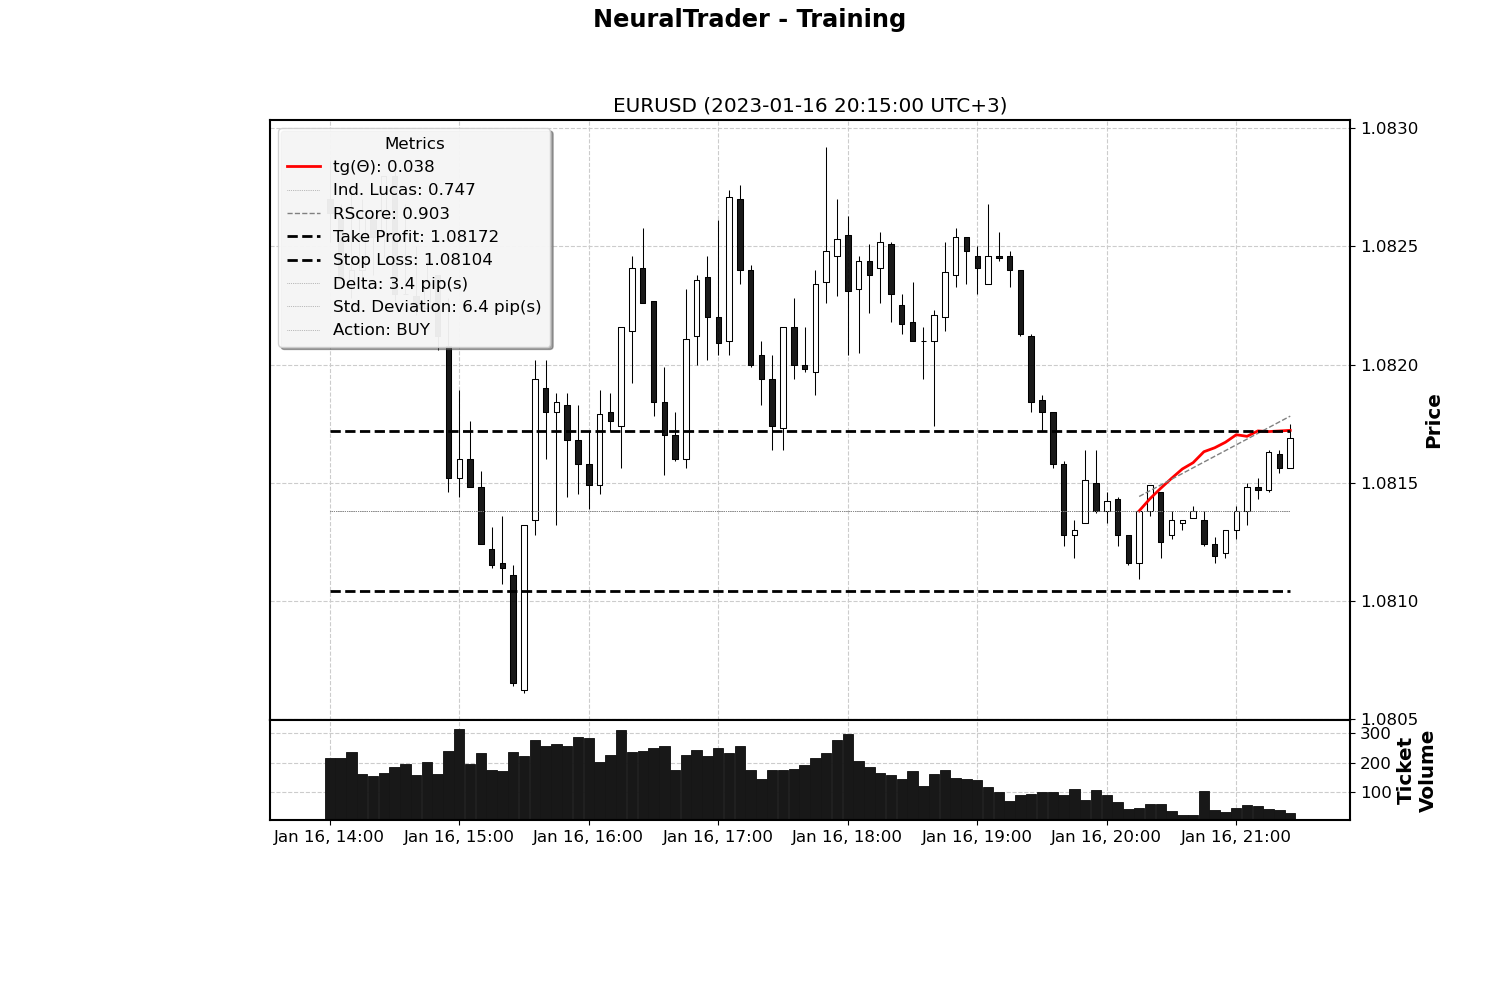 NeuralTrader - Training
EURUSD (2023-01-16 20:15:00 UTC+3)
Metrics
tg(Θ): 0.038
Ind. Lucas: 0.747
RScore: 0.903
Take Profit: 1.08172
Stop Loss: 1.08104
Delta: 3.4 pip(s)
Std. Deviation: 6.4 pip(s)
Action: BUY
1.0830
1.0825
1.0820
1.0815
1.0810
1.0805
Price
300
200
100
Ticket
Volume
Jan 16, 14:00 Jan 16, 15:00 Jan 16, 16:00 Jan 16, 17:00 Jan 16, 18:00 Jan 16, 19:00 Jan 16, 20:00 Jan 16, 21:00